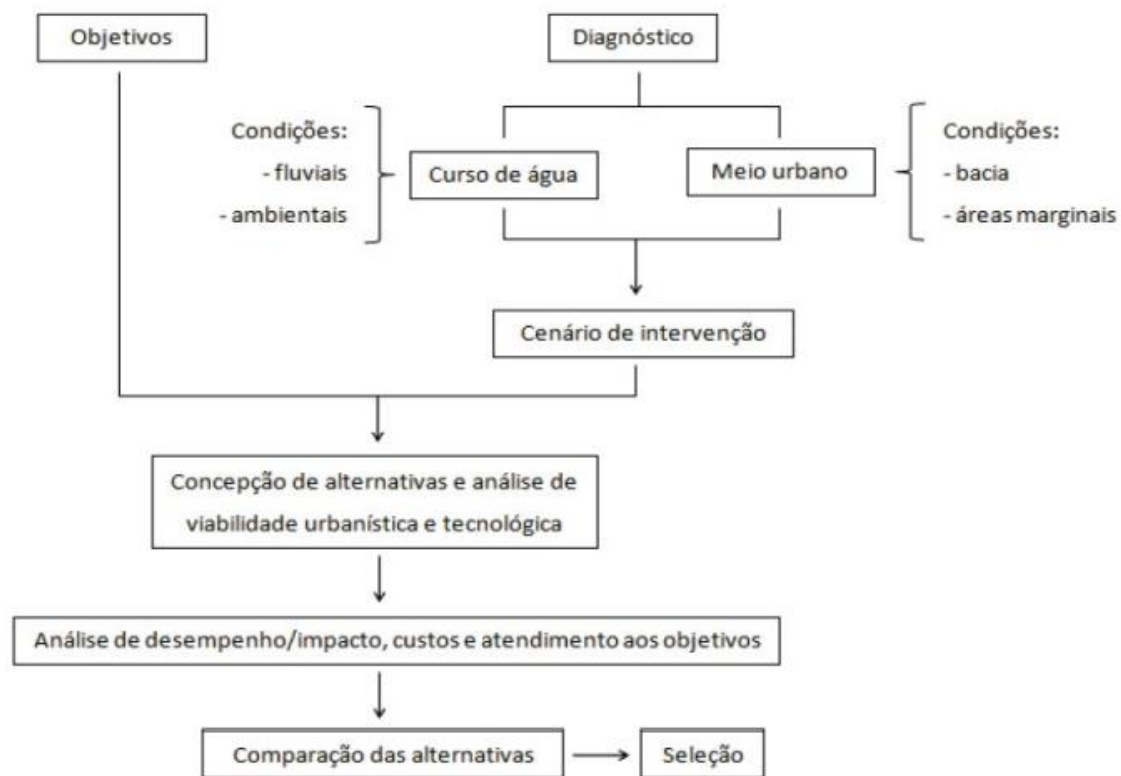 Objetivos
Diagnóstico
Condições:
- fluviais
- ambientais
Curso de água
Meio urbano
Condições:
- bacia
- áreas marginais
Cenário de intervenção
Concepção de alternativas e análise de
viabilidade urbanística e tecnológica
Análise de desempenho/impacto, custos e atendimento aos objetivos
Comparação das alternativas
Seleção